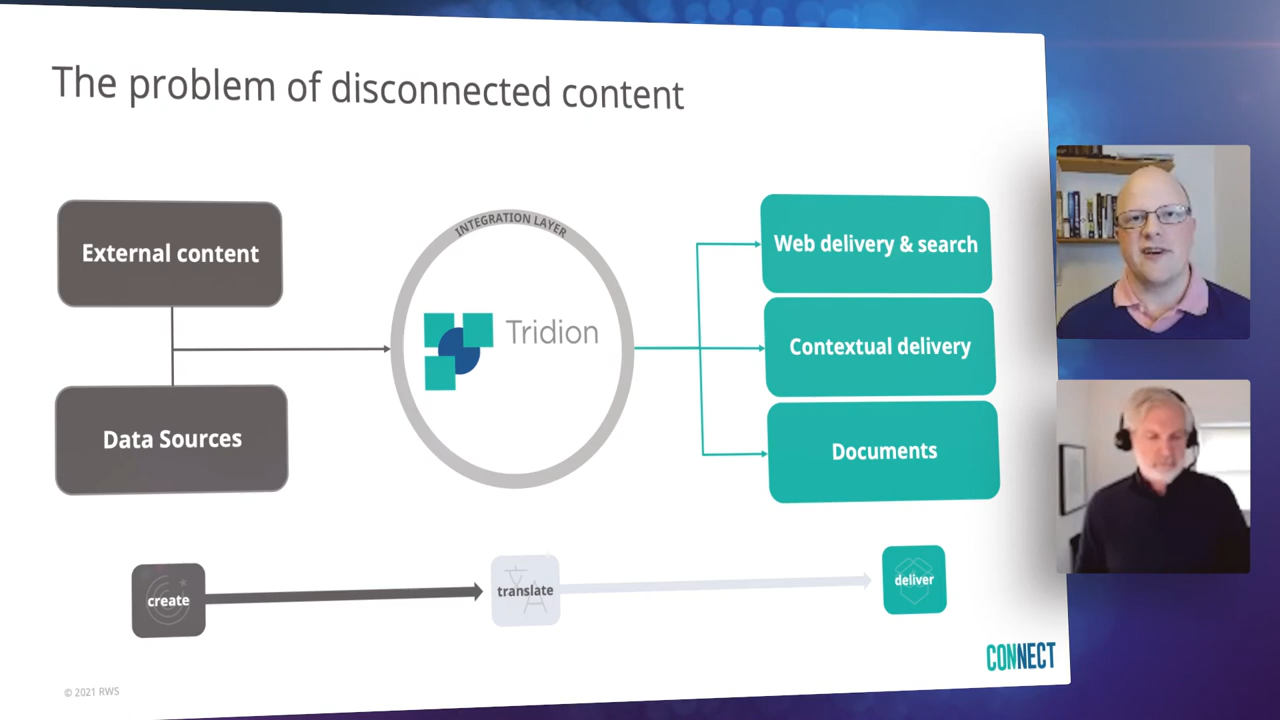 The problem of disconnected content
External content
Data Sources
INTEGRATION LAYER
Tridion
Web delivery & search
Contextual delivery
Documents
create
translate
deliver
CONNECT
© 2021 RWS